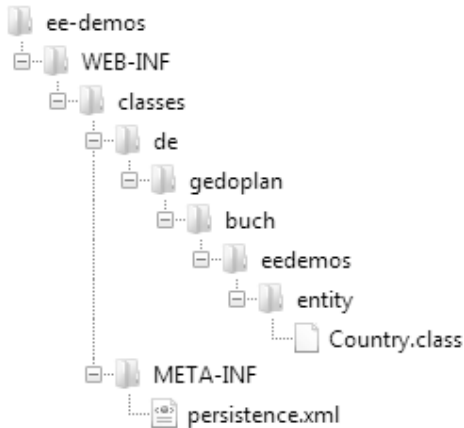 ee-demos
WEB-INF
classes
de
gedoplan
buch
eedemos
entity
Country.class
META-INF
persistence.xml